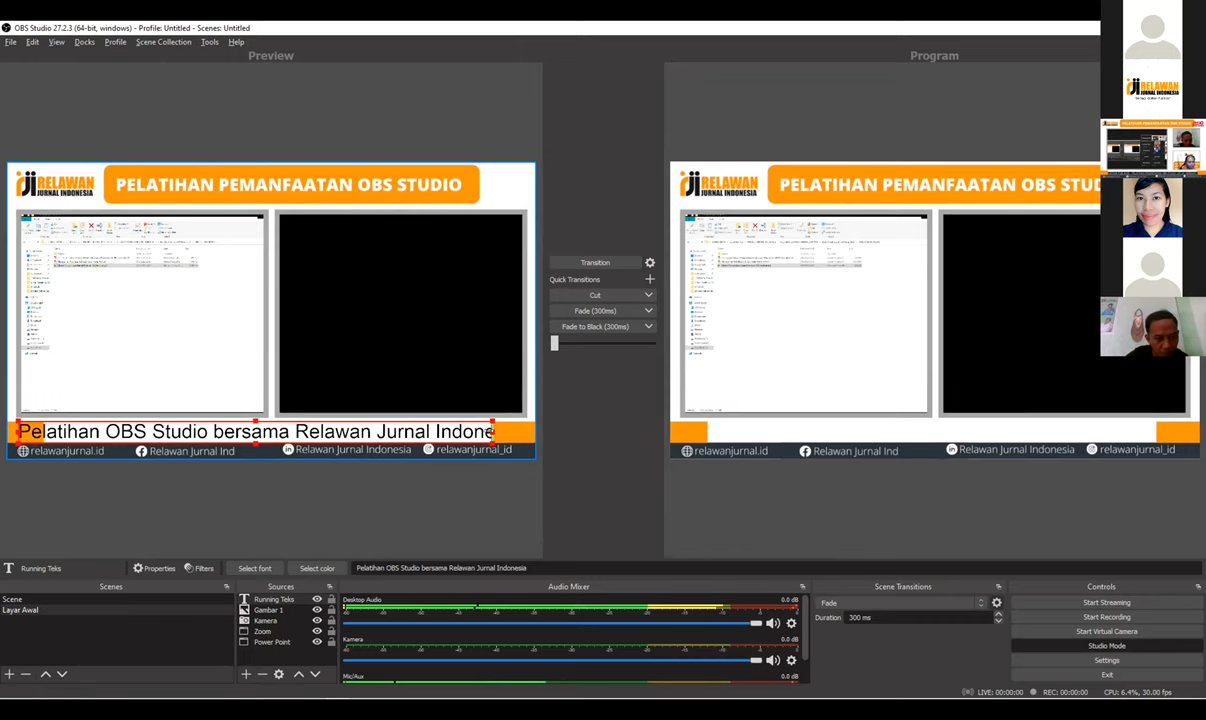 OBS Studio 27.2.3 (64-bit, windows) - Profile: Untitled - Scenes: Untitled
File Edit View Docks Profile Scene Collection Tools Help
Preview
Program
RELAWAN
JURNAL INDONESIA
PELATIHAN PEMANFAATAN OBS STUDIO
Pelatihan OBS Studio bersama Relawan Jurnal Indone
relawanjurnal.id
Relawan Jurnal Ind
Relawan Jurnal Indonesia
relawanjurnal_id
Transition
Quick Transitions
Cut
Fade (300ms)
Fade to Black (300ms)
RELAWAN
JURNAL INDONESIA
PELATIHAN PEMANFAATAN OBS STUD
relawanjurnal.id
Relawan Jurnal Ind
Relawan Jurnal Indonesia
relawanjurnal_id
RELAWAN
JURNAL INDONESIA
Running Teks
Properties
Filters
Select font
Select color
Pelatihan OBS Studio bersama Relawan Jurnal Indonesia
Scenes
Scene
Layar Awal
Sources
Running Teks
Gambar 1
Kamera
Zoom
Power Point
Audio Mixer
Desktop Audio
0.0 dB
Kamera
0.0 dB
Mic/Aux
0.0 dB
Scene Transitions
Fade
Duration
300 ms
Controls
Start Streaming
Start Recording
Start Virtual Camera
Studio Mode
Settings
Exit
LIVE: 00:00:00
REC: 00:00:00
CPU: 6.4%, 30.00 fps